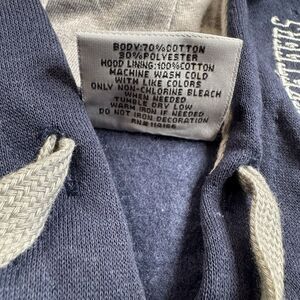 BODY:70%COTTON
30%POLYESTER
HOOD LINING:100%COTTON
MACHINE WASH COLD
WITH LIKE COLORS
ONLY NON-CHLORINE BLEACH
WHEN NEEDED
TUMBLE DRY LOW
WARM IRON IF NEEDED
DO NOT IRON DECORATION